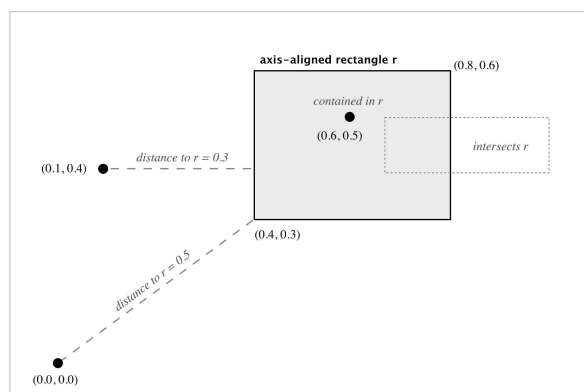 axis-aligned rectangle r
(0.8, 0.6)
contained in r
(0.6, 0.5)
intersects r
distance to r = 0.3
(0.1, 0.4)
(0.4, 0.3)
distance to r = 0.5
(0.0, 0.0)